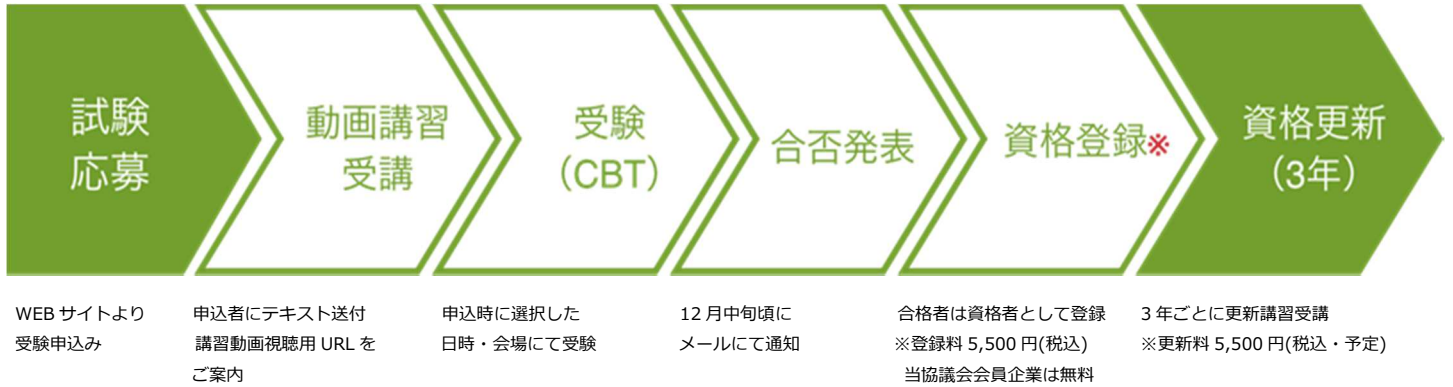 試験
応募
動画講習
受講
受験
（CBT）
合否発表
資格登録※
資格更新
（3年）
WEB サイトより
受験申込み
申込者にテキスト送付
講習動画視聴用 URL を
ご案内
申込時に選択した
日時・会場にて受験
12 月中旬頃に
メールにて通知
合格者は資格者として登録
※登録料 5,500 円(税込)
当協議会会員企業は無料
3 年ごとに更新講習受講
※更新料 5,500 円(税込・予定)